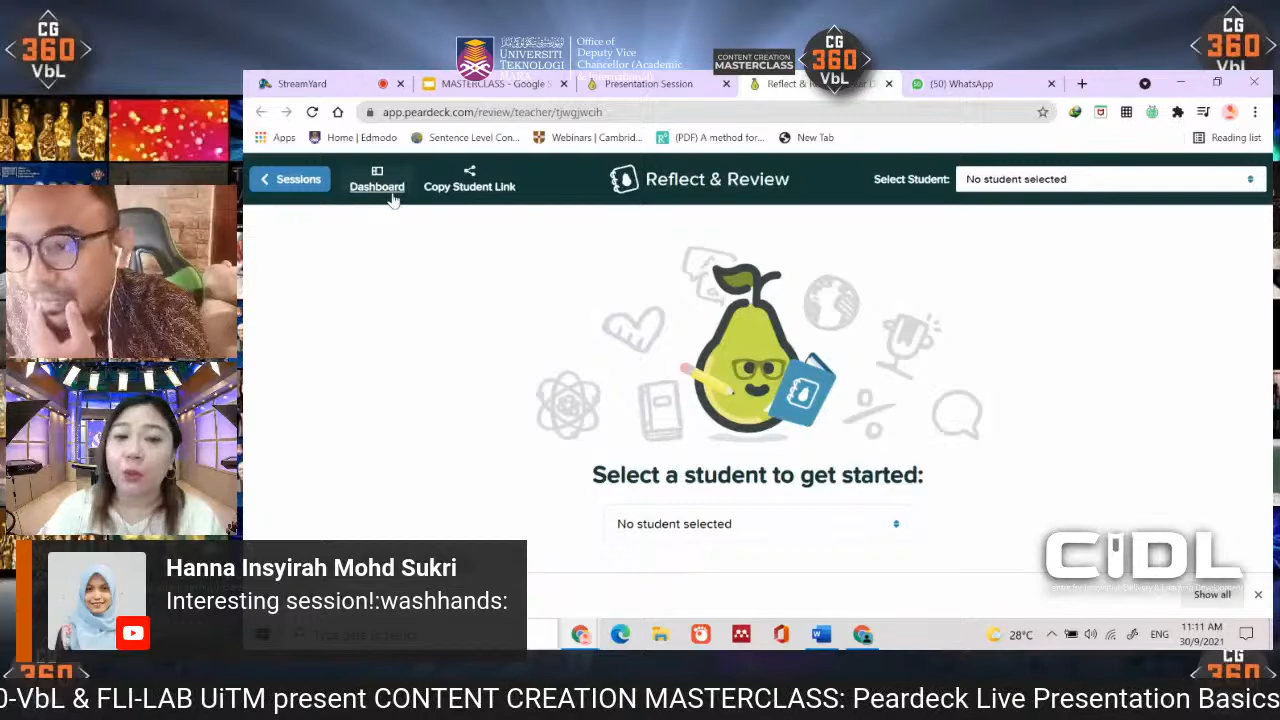 CG
360
VbL
UNIVERSITI
TEKNOLOGI
MARA
Office of
Deputy Vice
Chancellor (Academic
& International)
CONTENT CREATION
MASTERCLASS
CG
360
VbL
CG
360
VbL
StreamYard
MASTERCLASS - Google S
Presentation Session
(50) WhatsApp
app.peardeck.com/review/teacher/tjwgjwcih
Apps
Home | Edmodo
Sentence Level Con...
Webinars | Cambrid...
(PDF) A method for...
New Tab
Reading list
Sessions
Dashboard
Copy Student Link
Reflect & Review
Select Student:
No student selected
Select a student to get started:
No student selected
CIDL
Show all
Hanna Insyirah Mohd Sukri
Interesting session!:washhands:
28°C
ENG
11:11 AM
30/9/2021
360
CG
360
0-VbL & FLI-LAB UiTM present CONTENT CREATION MASTERCLASS: Peardeck Live Presentation Basics